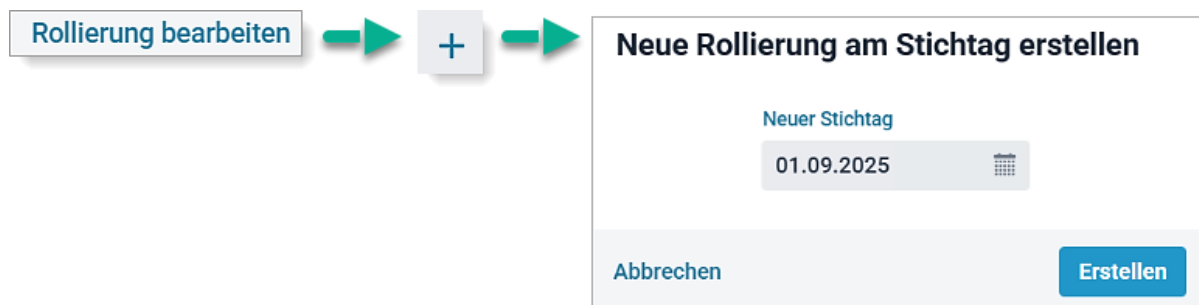 Rollierung bearbeiten
+
Neue Rollierung am Stichtag erstellen
Neuer Stichtag
01.09.2025
Abbrechen
Erstellen